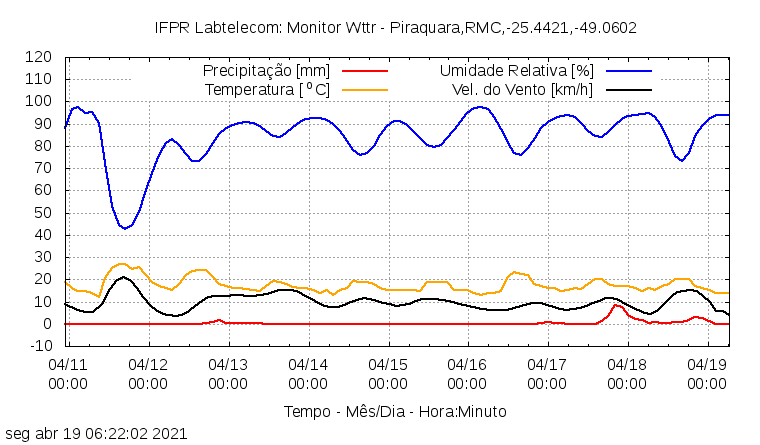 IFPR Labtelecom: Monitor Wttr - Piraquara,RMC,-25.4421,-49.0602
Precipitação [mm] Umidade Relativa [%]
Temperatura [⁰C] Vel. do Vento [km/h]
120
110
100
90
80
70
60
50
40
30
20
10
0
-10
04/11 04/12 04/13 04/14 04/15 04/16 04/17 04/18 04/19
00:00 00:00 00:00 00:00 00:00 00:00 00:00 00:00 00:00
Tempo - Mês/Dia - Hora:Minuto
seg abr 19 06:22:02 2021